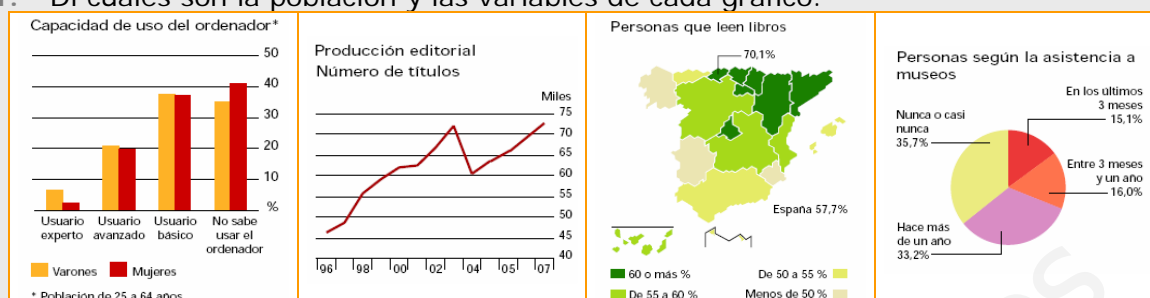 Di cuáles son la población y las variables de cada gráfico.
Capacidad de uso del ordenador*
50
40
30
20
10
%
Usuario experto
Usuario avanzado
Usuario básico
No sabe usar el ordenador
Varones
Mujeres
* Población de 25 a 64 años
Producción editorial
Número de títulos
Miles
75
70
65
60
55
50
45
40
96 98 00 02 04 05 07
Personas que leen libros
70,1%
España 57,7%
60 o más %
De 55 a 60 %
De 50 a 55 %
Menos de 50 %
Personas según la asistencia a
museos
En los últimos
3 meses
15,1%
Nunca o casi
nunca
35,7%
Entre 3 meses
y un año
16,0%
Hace más
de un año
33,2%